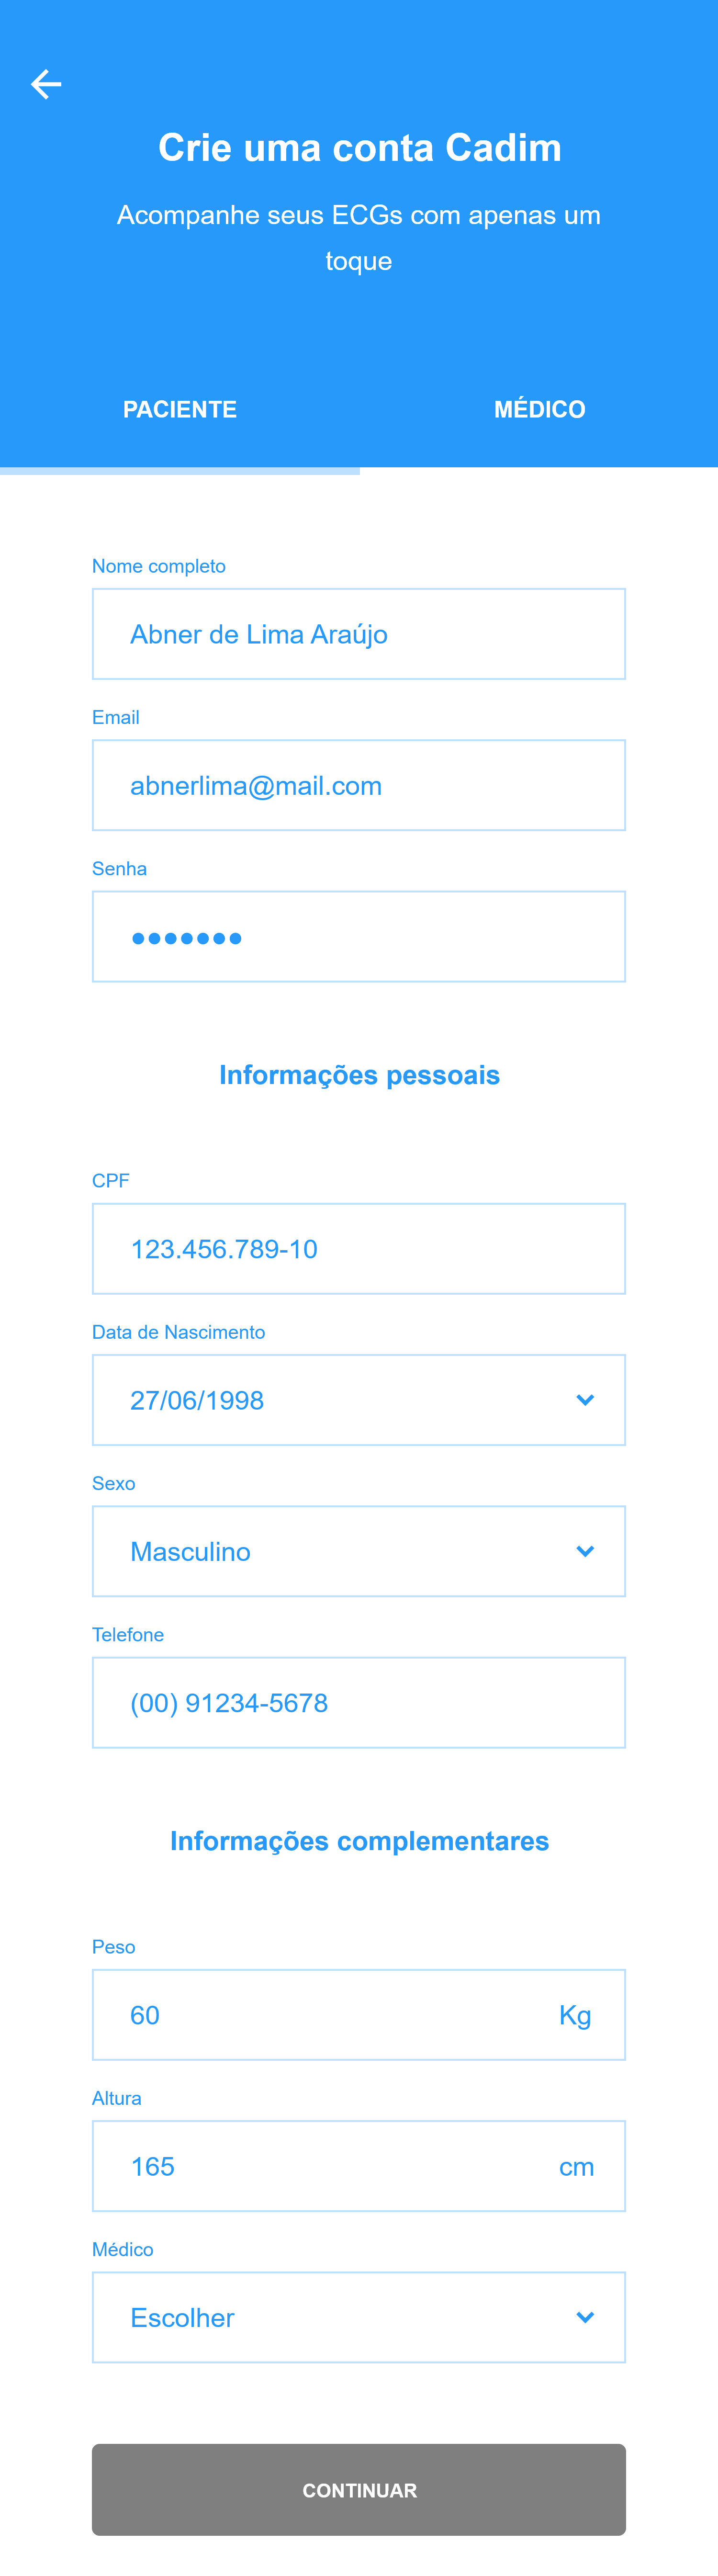 Crie uma conta Cadim
Acompanhe seus ECGs com apenas um
toque
PACIENTE
MÉDICO
Nome completo
Abner de Lima Araújo
Email
abnerlima@mail.com
Senha
•••••••
Informações pessoais
CPF
123.456.789-10
Data de Nascimento
27/06/1998
Sexo
Masculino
Telefone
(00) 91234-5678
Informações complementares
Peso
60 Kg
Altura
165 cm
Médico
Escolher
CONTINUAR